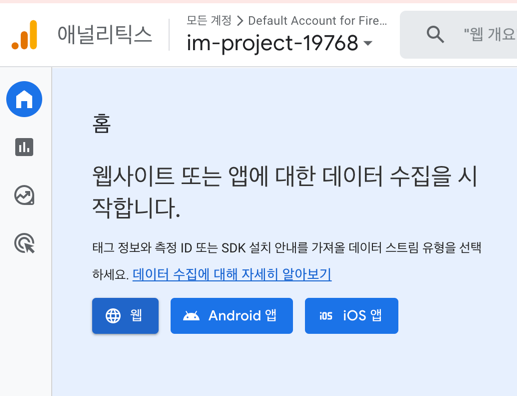 애널리틱스
모든 계정 > Default Account for Fire...
im-project-19768
"웹 개요
홈
웹사이트 또는 앱에 대한 데이터 수집을 시
작합니다.
태그 정보와 측정 ID 또는 SDK 설치 안내를 가져올 데이터 스트림 유형을 선택
하세요. 데이터 수집에 대해 자세히 알아보기
웹
Android 앱
iOS iOS 앱